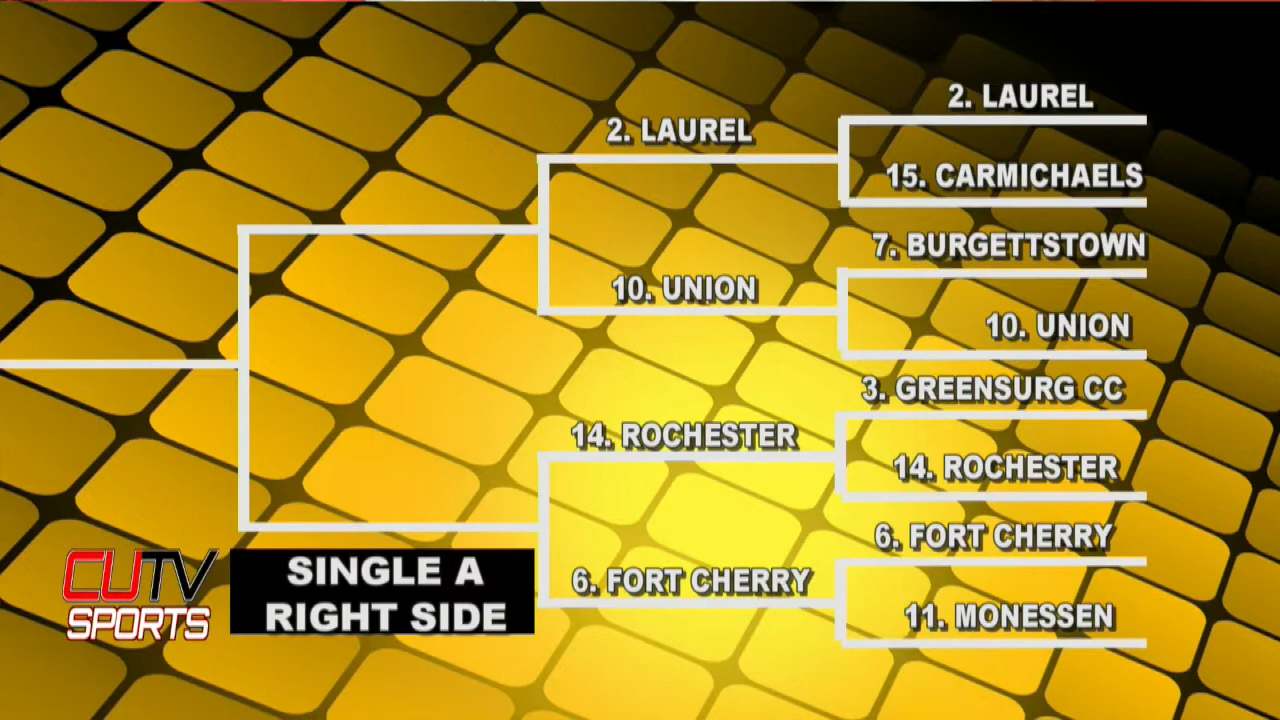 2. LAUREL
15. CARMICHAELS
7. BURGETTSTOWN
10. UNION
3. GREENSURG CC
14. ROCHESTER
6. FORT CHERRY
11. MONESSEN
2. LAUREL
10. UNION
14. ROCHESTER
6. FORT CHERRY
CUTV
SPORTS
SINGLE A
RIGHT SIDE